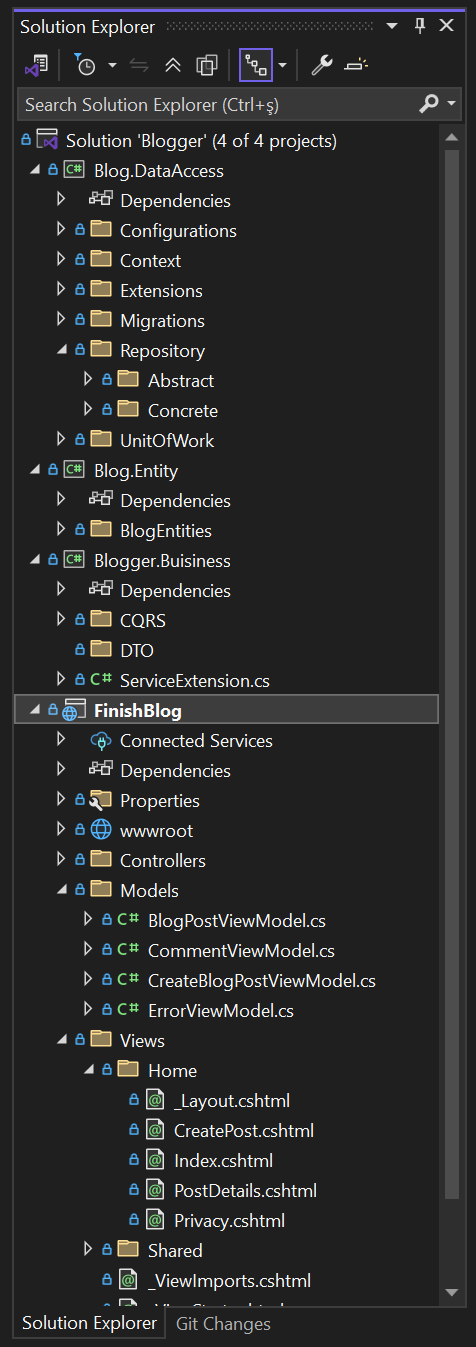 Solution Explorer
Search Solution Explorer (Ctrl+ş)
Solution 'Blogger' (4 of 4 projects)
C# Blog.DataAccess
Dependencies
Configurations
Context
Extensions
Migrations
Repository
Abstract
Concrete
UnitOfWork
C# Blog.Entity
Dependencies
BlogEntities
C# Blogger.Buisiness
Dependencies
CQRS
DTO
C# ServiceExtension.cs
FinishBlog
Connected Services
Dependencies
Properties
wwwroot
Controllers
Models
C# BlogPostViewModel.cs
C# CommentViewModel.cs
C# CreateBlogPostViewModel.cs
C# ErrorViewModel.cs
Views
Home
@ _Layout.cshtml
@ CreatePost.cshtml
@ Index.cshtml
@ PostDetails.cshtml
@ Privacy.cshtml
Shared
@ _ViewImports.cshtml
Solution Explorer Git Changes